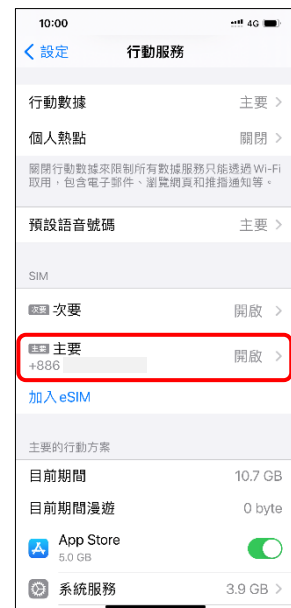 10:00
4G
設定
行動服務
行動數據
主要
個人熱點
關閉
關閉行動數據來限制所有數據服務只能透過 Wi-Fi
取用，包含電子郵件、瀏覽網頁和推播通知等。
預設語音號碼
主要
SIM
次要 次要
開啟
主要 主要
+886
開啟
加入 eSIM
主要的行動方案
目前期間
10.7 GB
目前期間漫遊
0 byte
App Store
5.0 GB
系統服務
3.9 GB